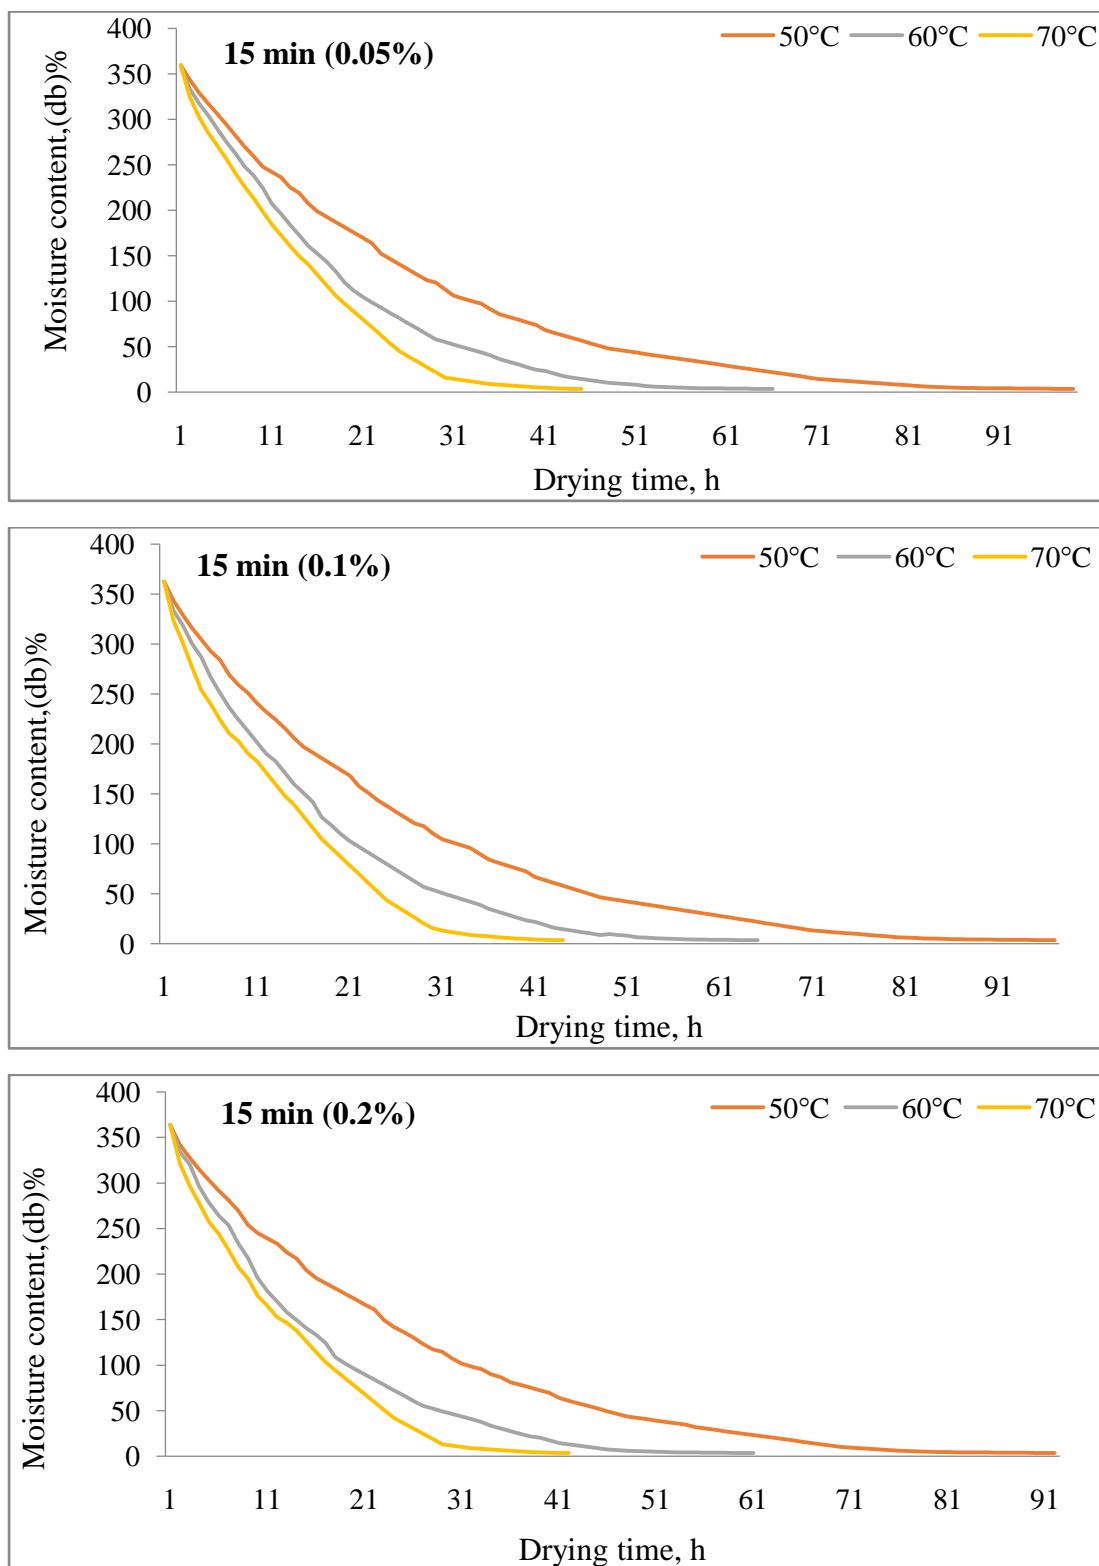 15 min (0.05%)
50°C 60°C 70°C
Moisture content,(db)%
400
350
300
250
200
150
100
50
0
1 11 21 31 41 51 61 71 81 91
Drying time, h
15 min (0.1%)
50°C 60°C 70°C
Moisture content,(db)%
400
350
300
250
200
150
100
50
0
1 11 21 31 41 51 61 71 81 91
Drying time, h
15 min (0.2%)
50°C 60°C 70°C
Moisture content,(db)%
400
350
300
250
200
150
100
50
0
1 11 21 31 41 51 61 71 81 91
Drying time, h